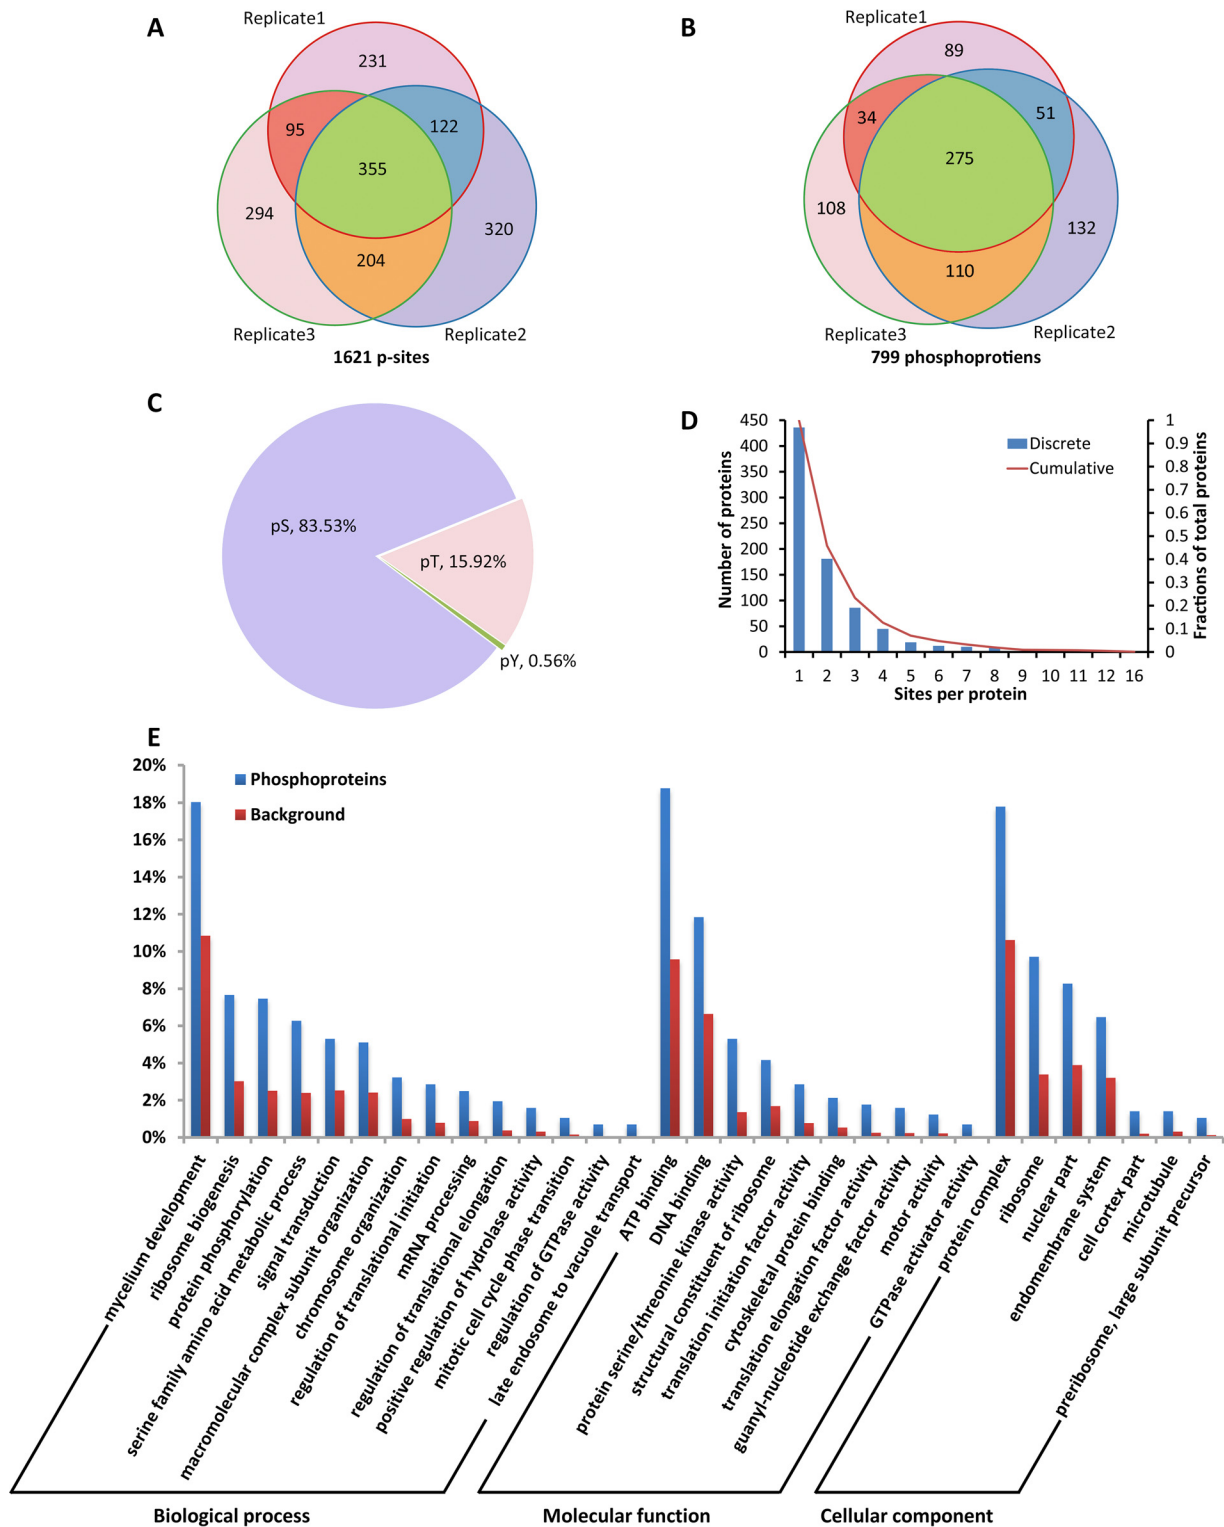 A
Replicate1
231
95
122
355
294
320
204
Replicate3
Replicate2
1621 p-sites
B
Replicate1
89
34
51
275
108
132
110
Replicate3
Replicate2
799 phosphoprotiens
C
pS, 83.53%
pT, 15.92%
pY, 0.56%
D
450
400
350
300
250
200
150
100
50
0
Number of proteins
1
0.9
0.8
0.7
0.6
0.5
0.4
0.3
0.2
0.1
0
Fractions of total proteins
Discrete
Cumulative
1 2 3 4 5 6 7 8 9 10 11 12 16
Sites per protein
E
20%
18%
16%
14%
12%
10%
8%
6%
4%
2%
0%
Phosphoproteins
Background
mycelium development
ribosome biogenesis
protein phosphorylation
serine family amino acid metabolic process
signal transduction
macromolecular complex subunit organization
chromosome organization
regulation of translational initiation
mRNA processing
regulation of translational elongation
positive regulation of hydrolase activity
mitotic cell cycle phase transition
regulation of GTPase activity
late endosome to vacuole transport
ATP binding
DNA binding
protein serine/threonine kinase activity
structural constituent of ribosome
translation initiation factor activity
cytoskeletal protein binding
translation elongation factor activity
guanyl-nucleotide exchange factor activity
motor activity
GTPase activator activity
protein complex
ribosome
nuclear part
endomembrane system
cell cortex part
microtubule
preribosome, large subunit precursor
Biological process
Molecular function
Cellular component